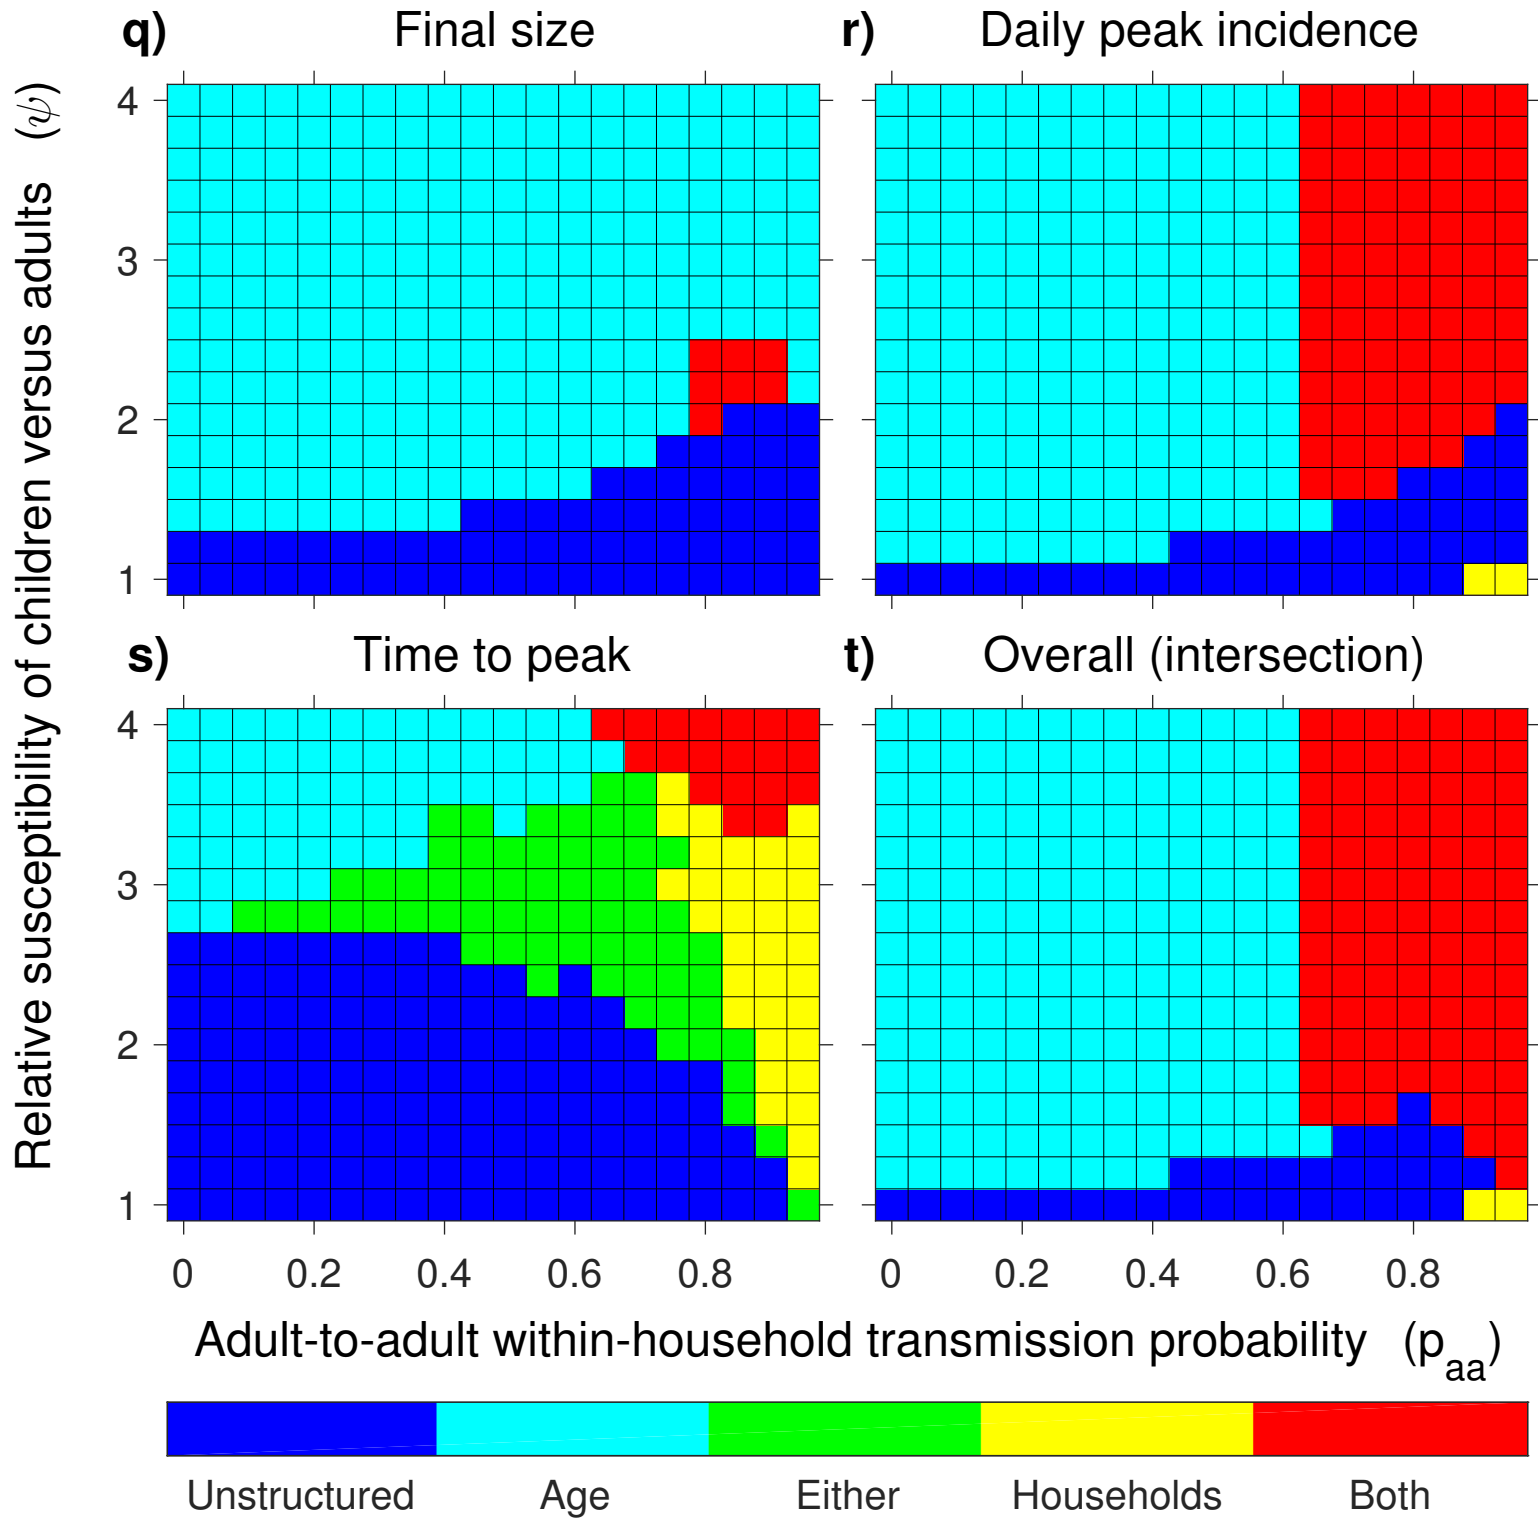 q) Final size
r) Daily peak incidence
Relative susceptibility of children versus adults (ψ)
4
3
2
1
s) Time to peak
t) Overall (intersection)
4
3
2
1
0 0.2 0.4 0.6 0.8
0 0.2 0.4 0.6 0.8
Adult-to-adult within-household transmission probability (p_aa)
Unstructured Age Either Households Both